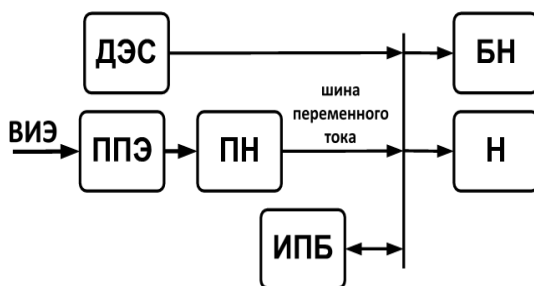 ДЭС
БН
шина
переменного
тока
ВИЭ
ППЭ
ПН
Н
ИПБ